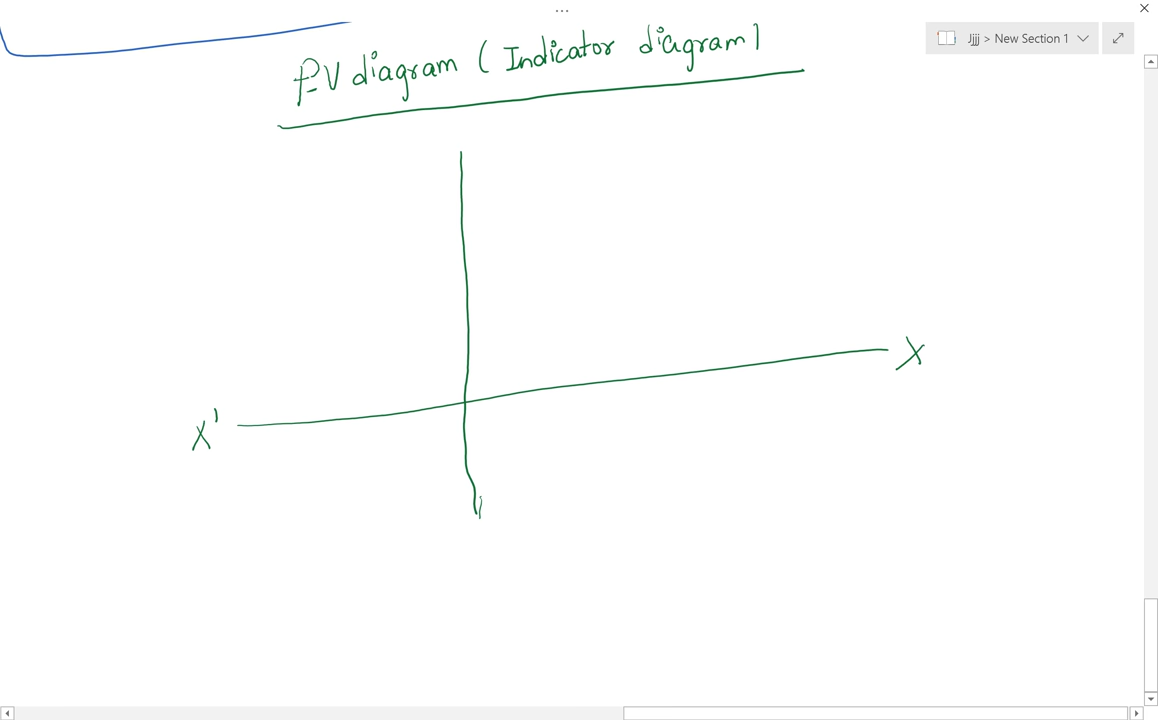 P-V diagram ( Indicator diagram)
Jjjj > New Section 1
X
X'